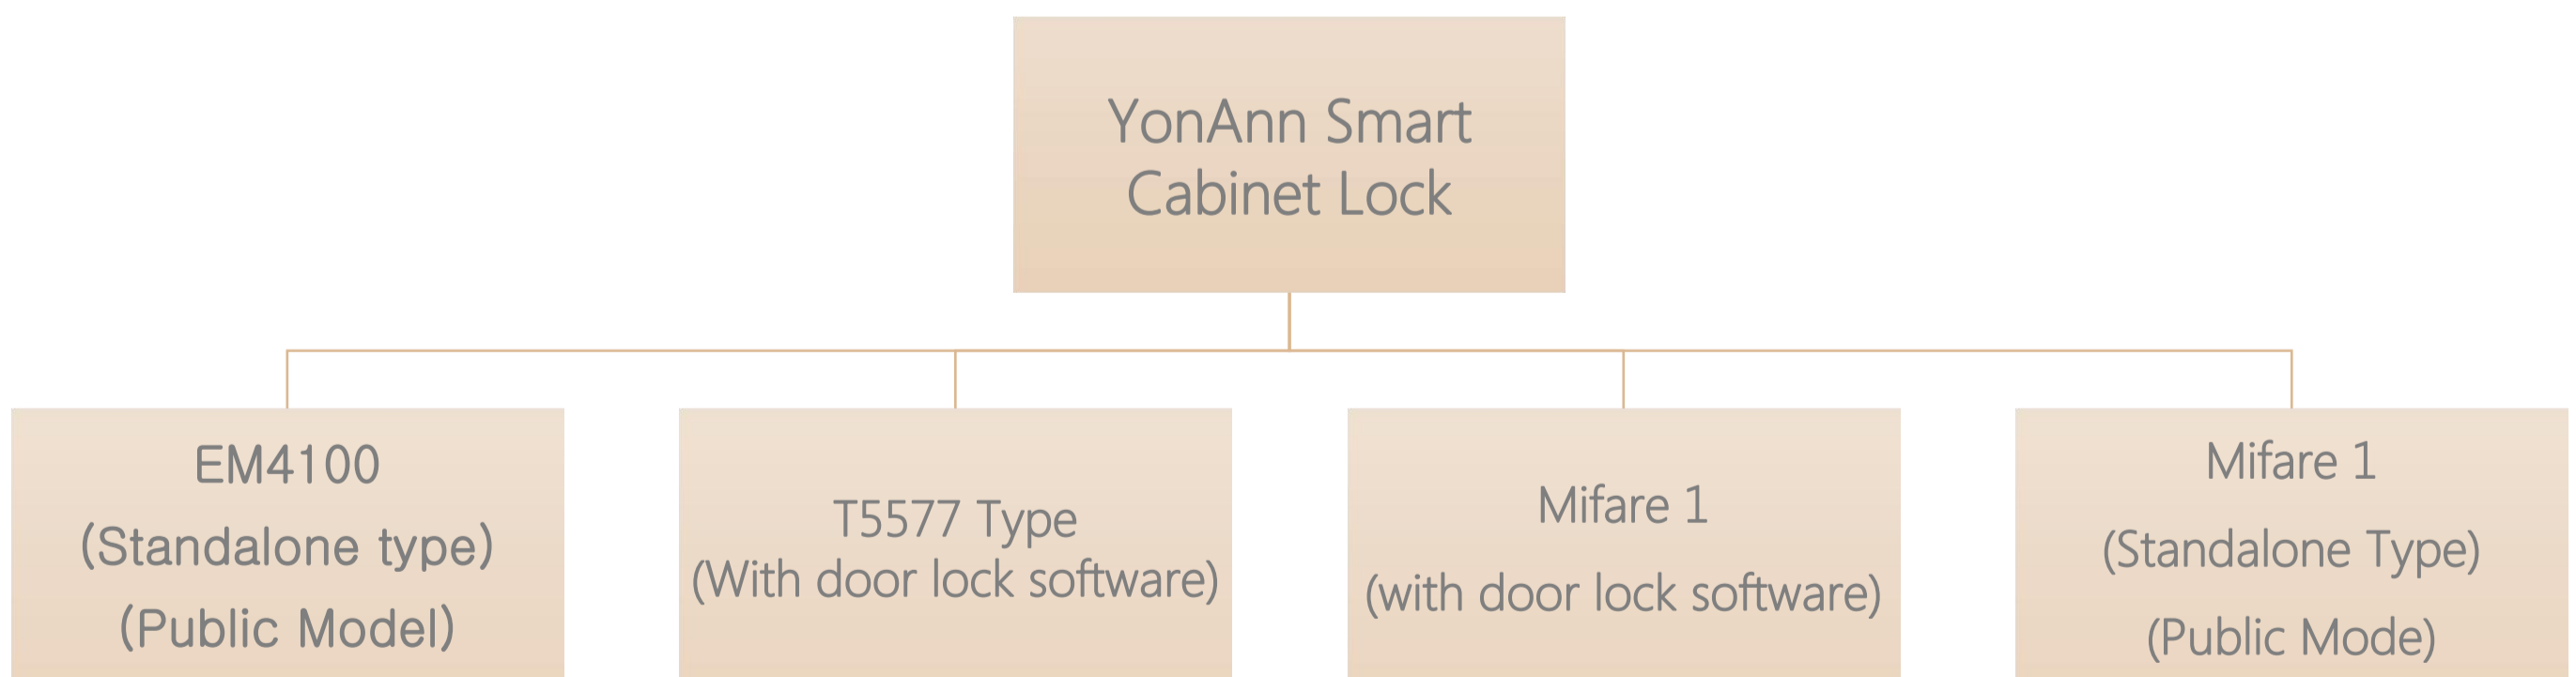 YonAnn Smart
Cabinet Lock
EM4100
(Standalone type)
(Public Model)
T5577 Type
(With door lock software)
Mifare 1
(with door lock software)
Mifare 1
(Standalone Type)
(Public Mode)